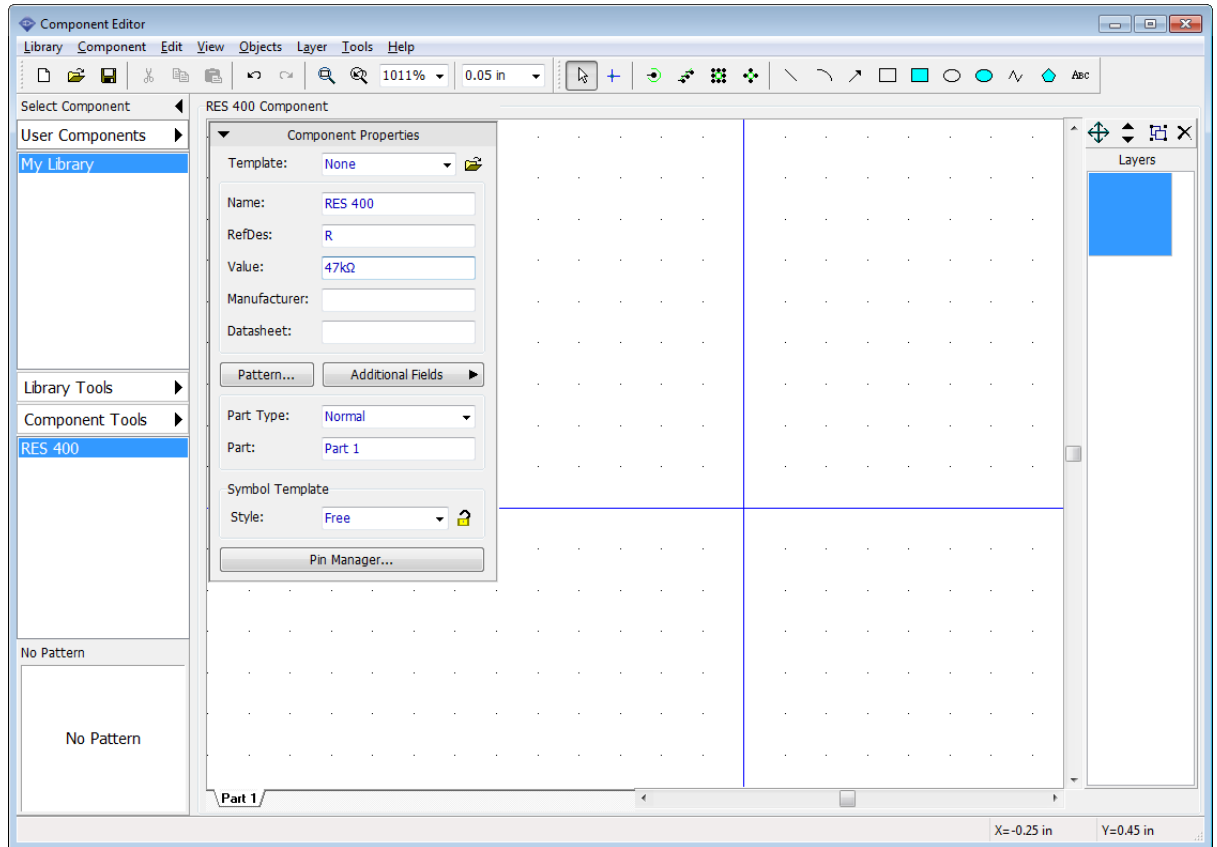 Component Editor
Library Component Edit View Objects Layer Tools Help
1011% 0.05 in ABC
Select Component
RES 400 Component
User Components
My Library
Component Properties
Template: None
Name: RES 400
RefDes: R
Value: 47kΩ
Manufacturer:
Datasheet:
Pattern... Additional Fields
Part Type: Normal
Part: Part 1
Symbol Template
Style: Free
Pin Manager...
Layers
Library Tools
Component Tools
RES 400
No Pattern
No Pattern
Part 1
X=-0.25 in Y=0.45 in